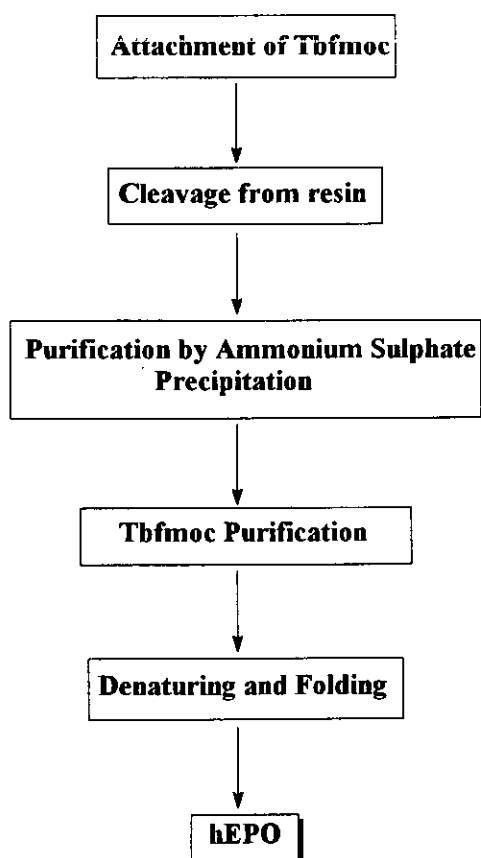 Attachment of Tbfmoc
Cleavage from resin
Purification by Ammonium Sulphate
Precipitation
Tbfmoc Purification
Denaturing and Folding
hEPO